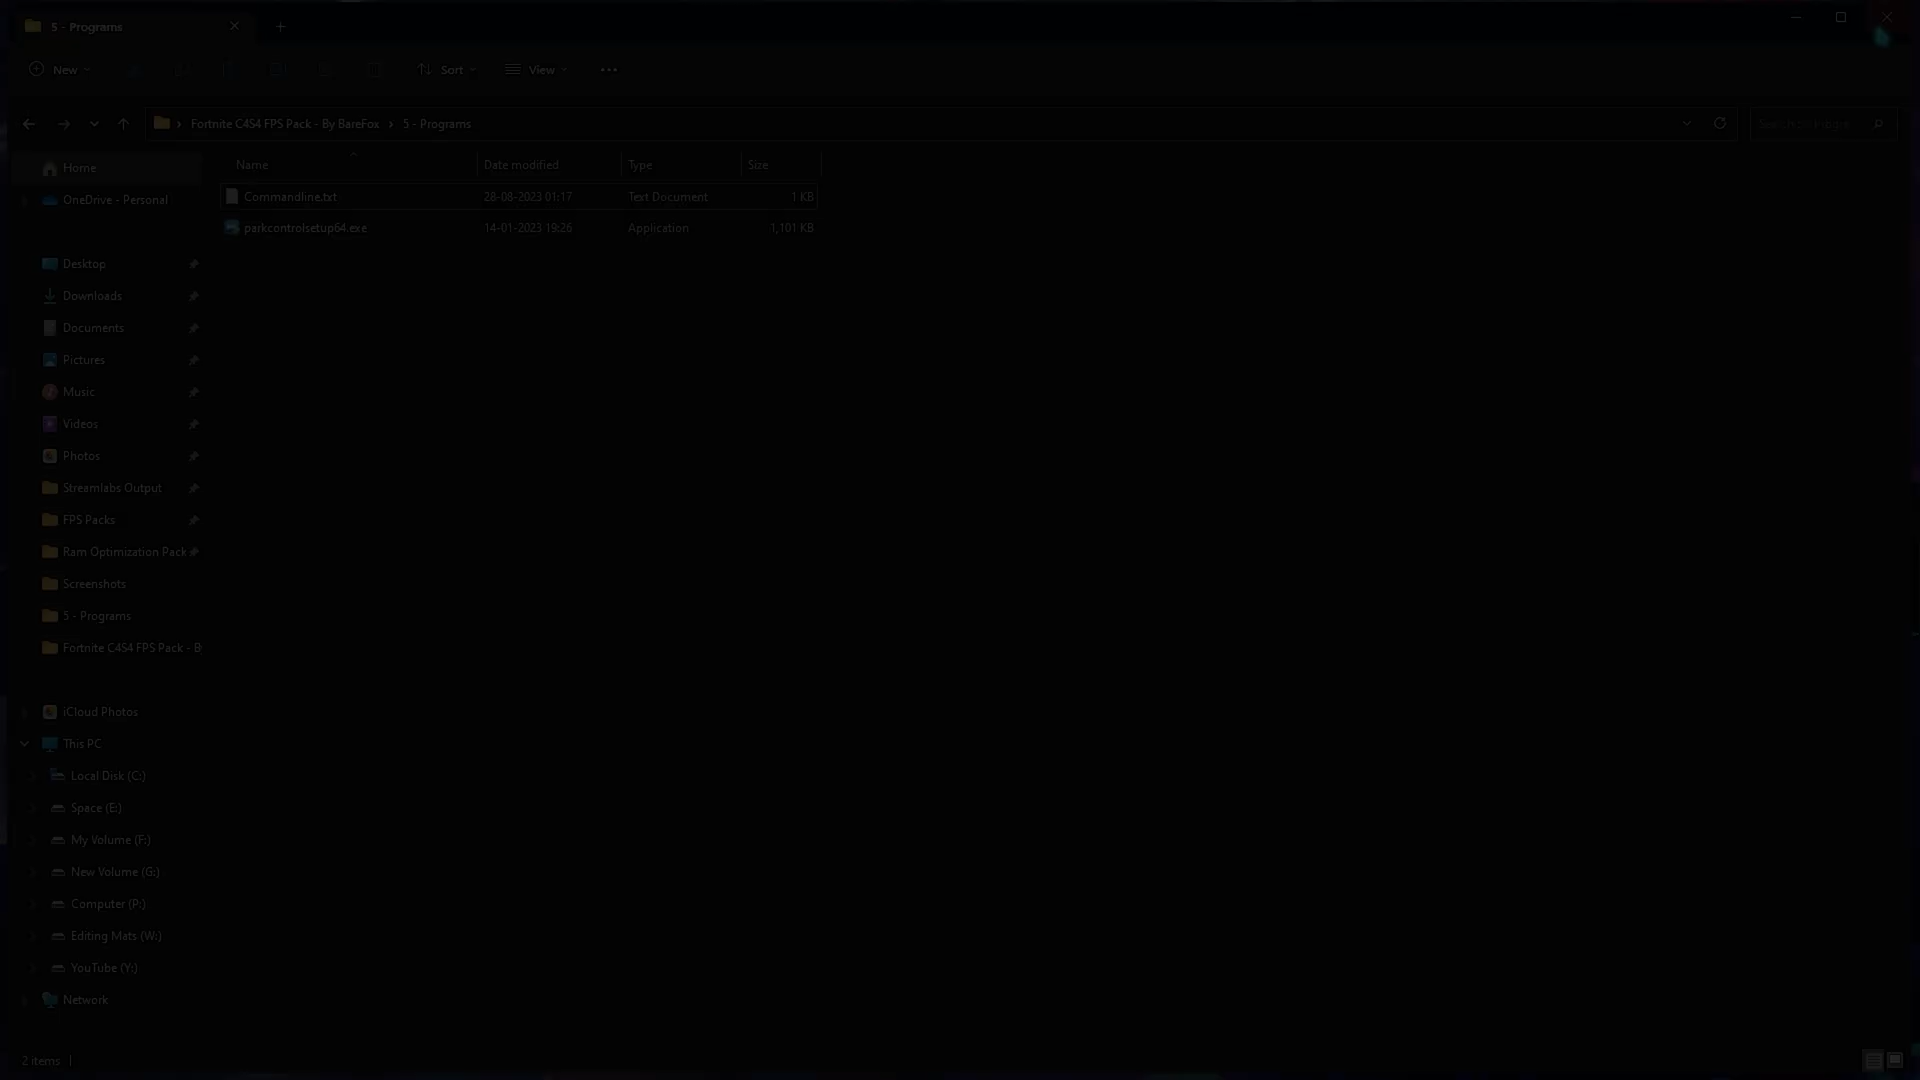 5 - Programs
New
Sort
View
Fortnite C4S4 FPS Pack - By BareFox
5 - Programs
Name
Date modified
Type
Size
Commandline.txt
28-08-2023 01:17
Text Document
1 KB
parkcontrolsetup64.exe
14-01-2023 19:26
Application
1,101 KB
Home
OneDrive - Personal
Desktop
Downloads
Documents
Pictures
Music
Videos
Photos
Streamlabs Output
FPS Packs
Ram Optimization Pack
Screenshots
5 - Programs
Fortnite C4S4 FPS Pack - B
iCloud Photos
This PC
Local Disk (C:)
Space (E:)
My Volume (F:)
New Volume (G:)
Computer (P:)
Editing Mats (W:)
YouTube (Y:)
Network
2 items